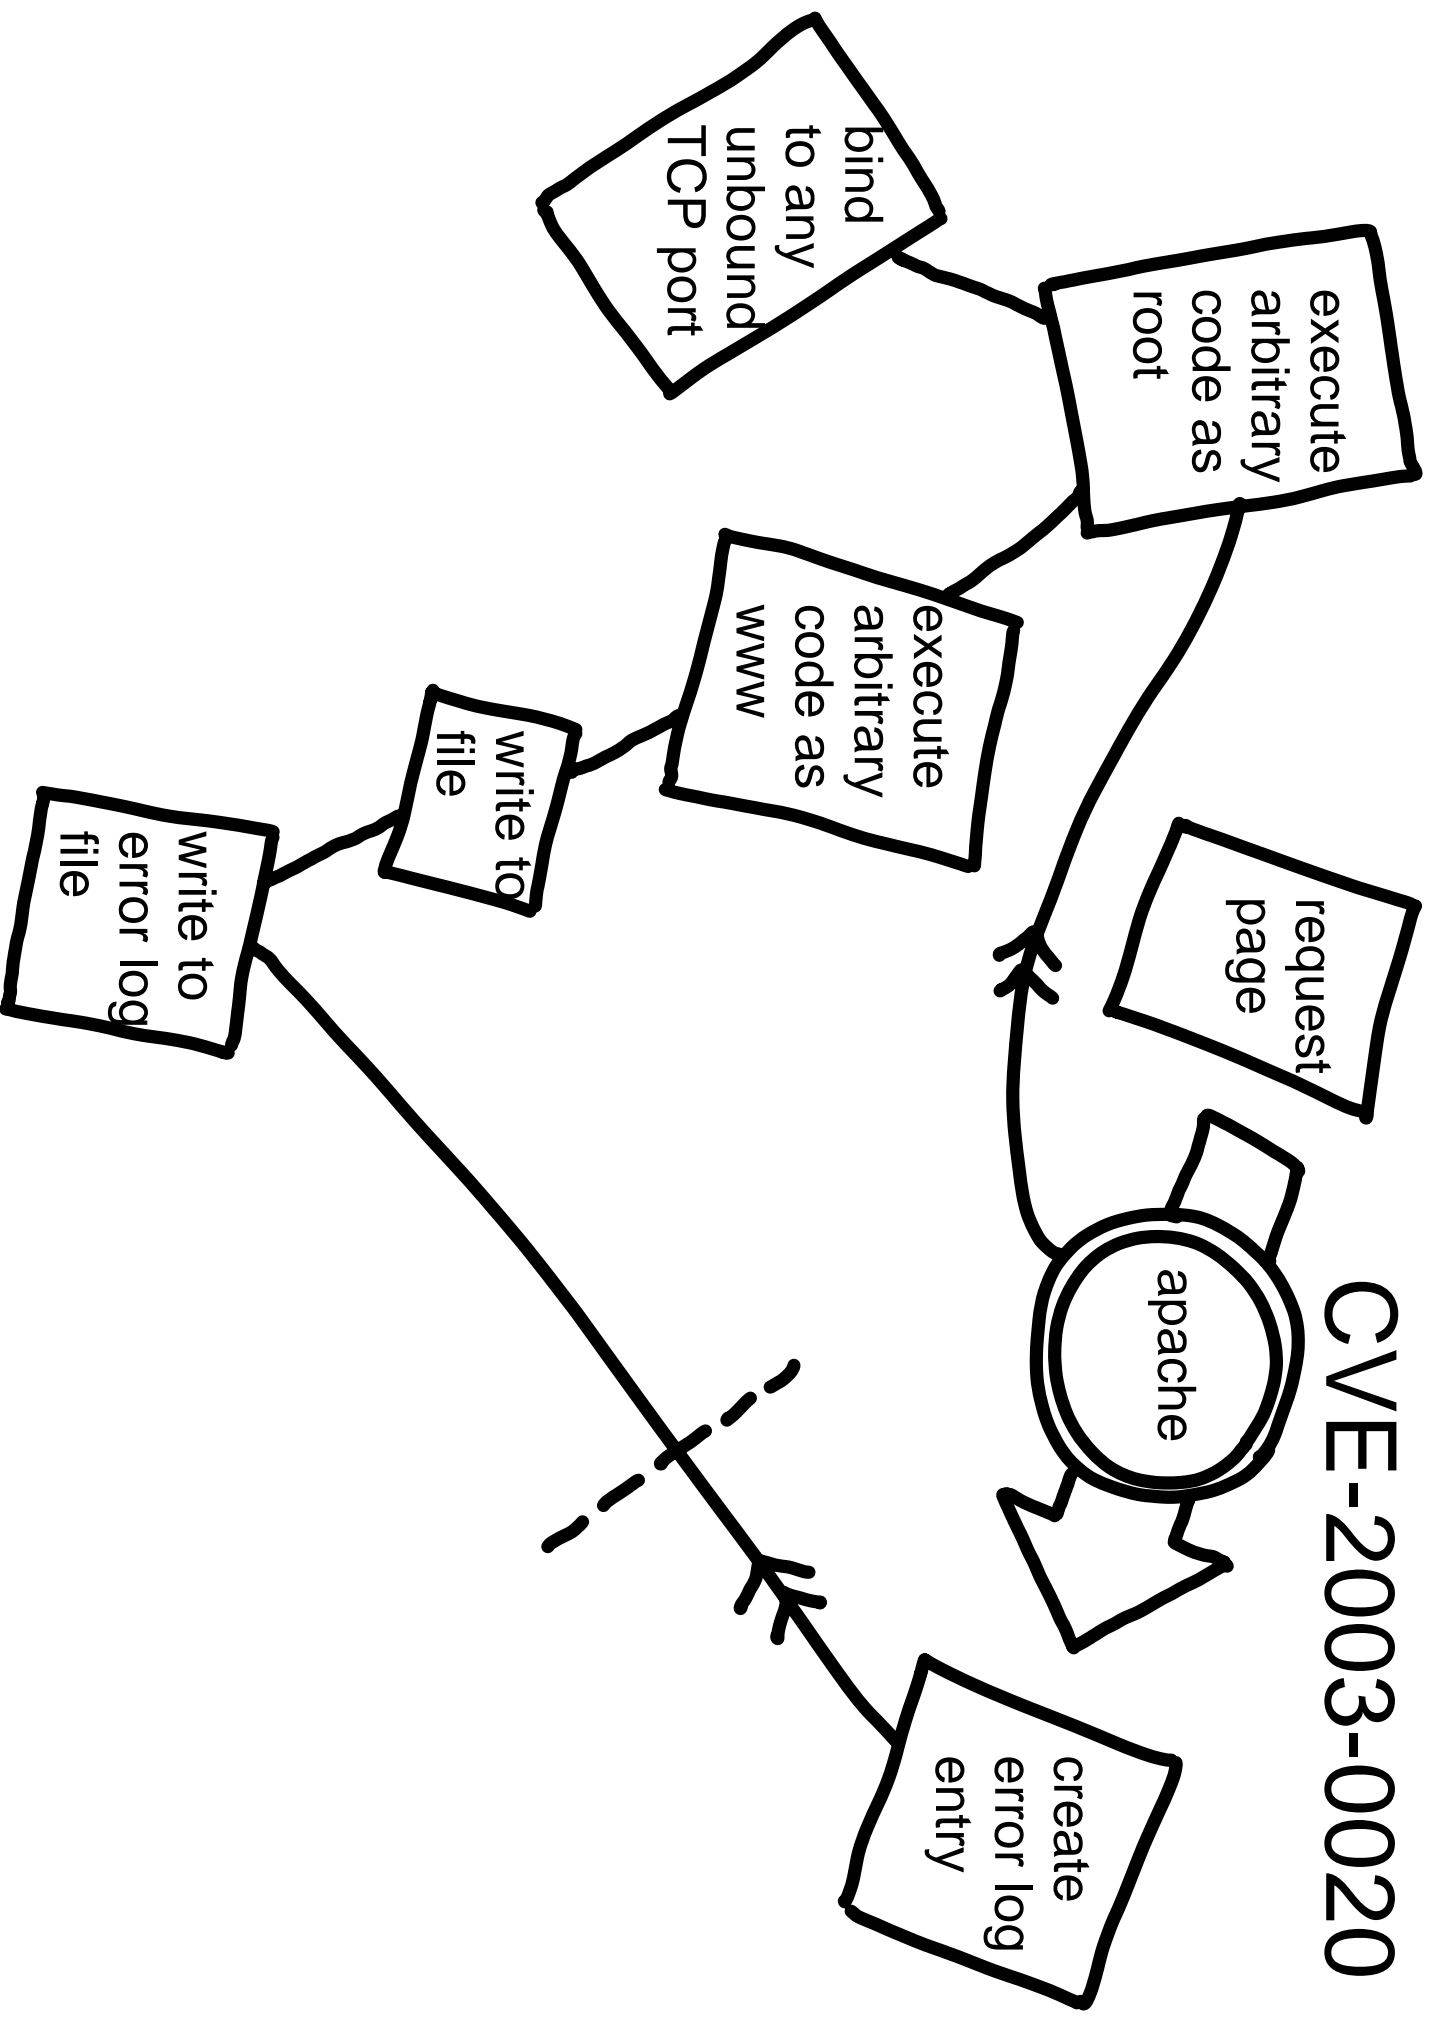 CVE-2003-0020
execute
arbitrary
code as
root
bind
to any
unbound
TCP port
request
page
apache
execute
arbitrary
code as
www
create
error log
entry
write to
file
write to
error log
file